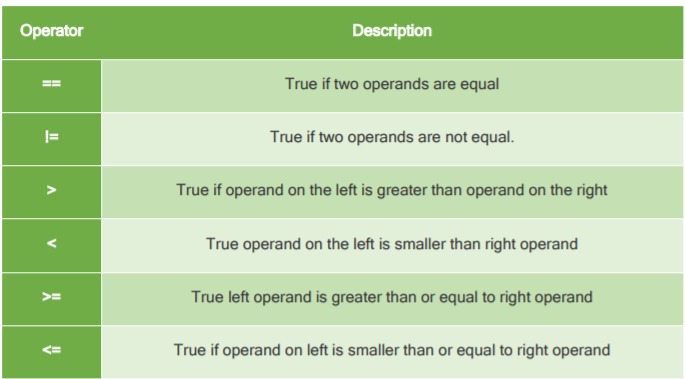 Operator Description
== True if two operands are equal
!= True if two operands are not equal.
> True if operand on the left is greater than operand on the right
< True operand on the left is smaller than right operand
>= True left operand is greater than or equal to right operand
<= True if operand on left is smaller than or equal to right operand